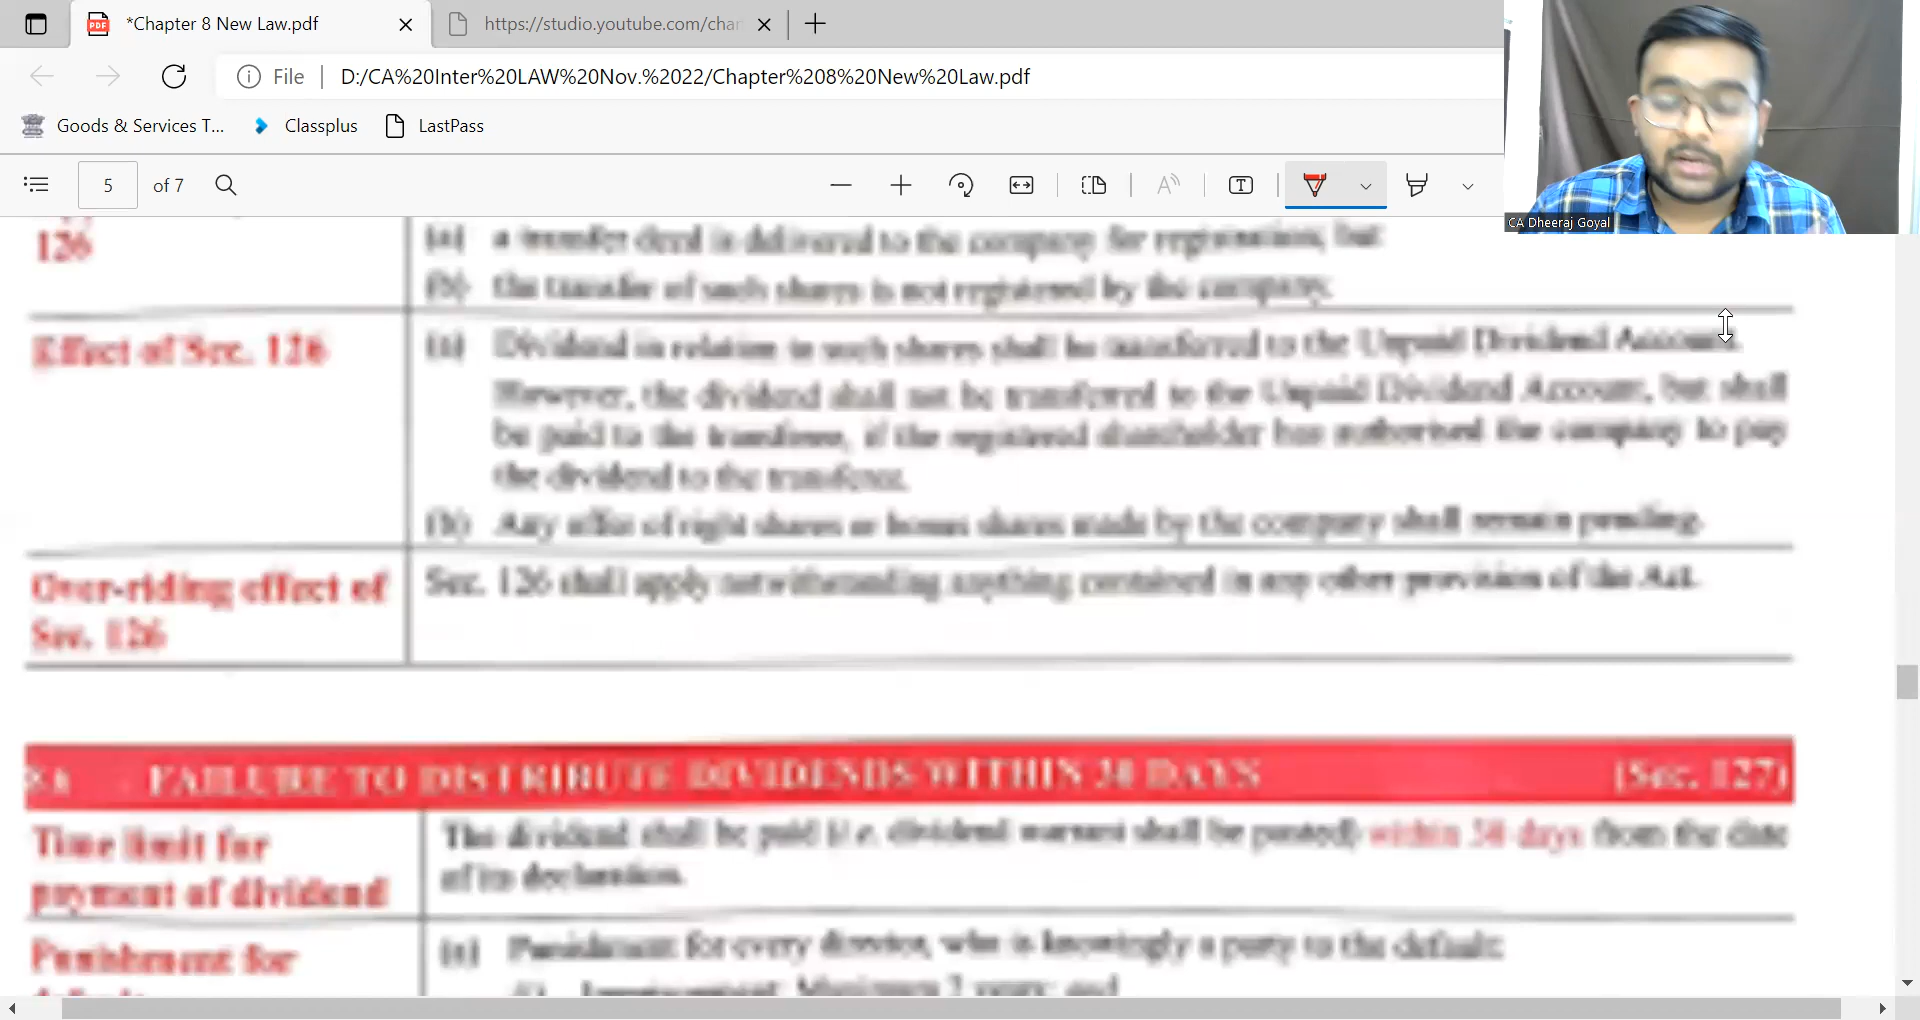 *Chapter 8 New Law.pdf
https://studio.youtube.com/char
File
D:/CA%20Inter%20LAW%20Nov.%2022/Chapter%208%20New%20Law.pdf
Goods & Services T...
Classplus
LastPass
5
of 7
CA Dheeraj Goyal
126
(a) a transfer deed is delivered to the company for registration, but
(b) the transfer of such shares is not registered by the company,
Effect of Sec. 126
(a) Dividend in relation to such shares shall be transferred to the Unpaid Dividend Account.
However, the dividend shall not be transferred to the Unpaid Dividend Account, but shall
be paid to the transferee, if the registered shareholder has authorised the company to pay
the dividend to the transferee.
(b) Any offer of right shares or bonus shares made by the company shall remain pending.
Over-riding effect of
Sec. 126
Sec. 126 shall apply notwithstanding anything contained in any other provision of the Act.
FAILURE TO DISTRIBUTE DIVIDENDS WITHIN 30 DAYS (Sec. 127)
Time limit for
payment of dividend
The dividend shall be paid (i.e. dividend warrant shall be posted) within 30 days from the date
of its declaration.
Punishment for
(a) Punishment for every director, who is knowingly a party to the default:
(i) Imprisonment: Maximum 2 years; and